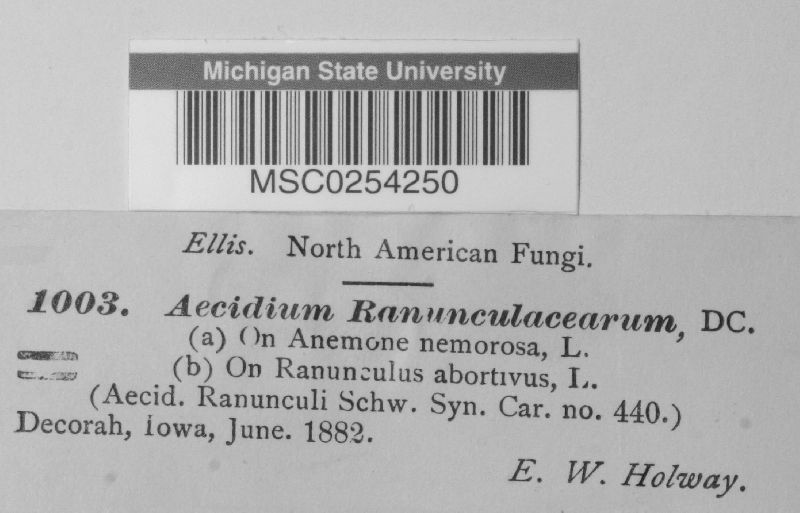 Michigan State University
MSC0254250
Ellis. North American Fungi.
1003. Aecidium Ranunculacearum, DC.
(a) On Anemone nemorosa, L.
(b) On Ranunculus abortivus, L.
(Aecid. Ranunculi Schw. Syn. Car. no. 440.)
Decorah, Iowa, June. 1882.
E. W. Holway.